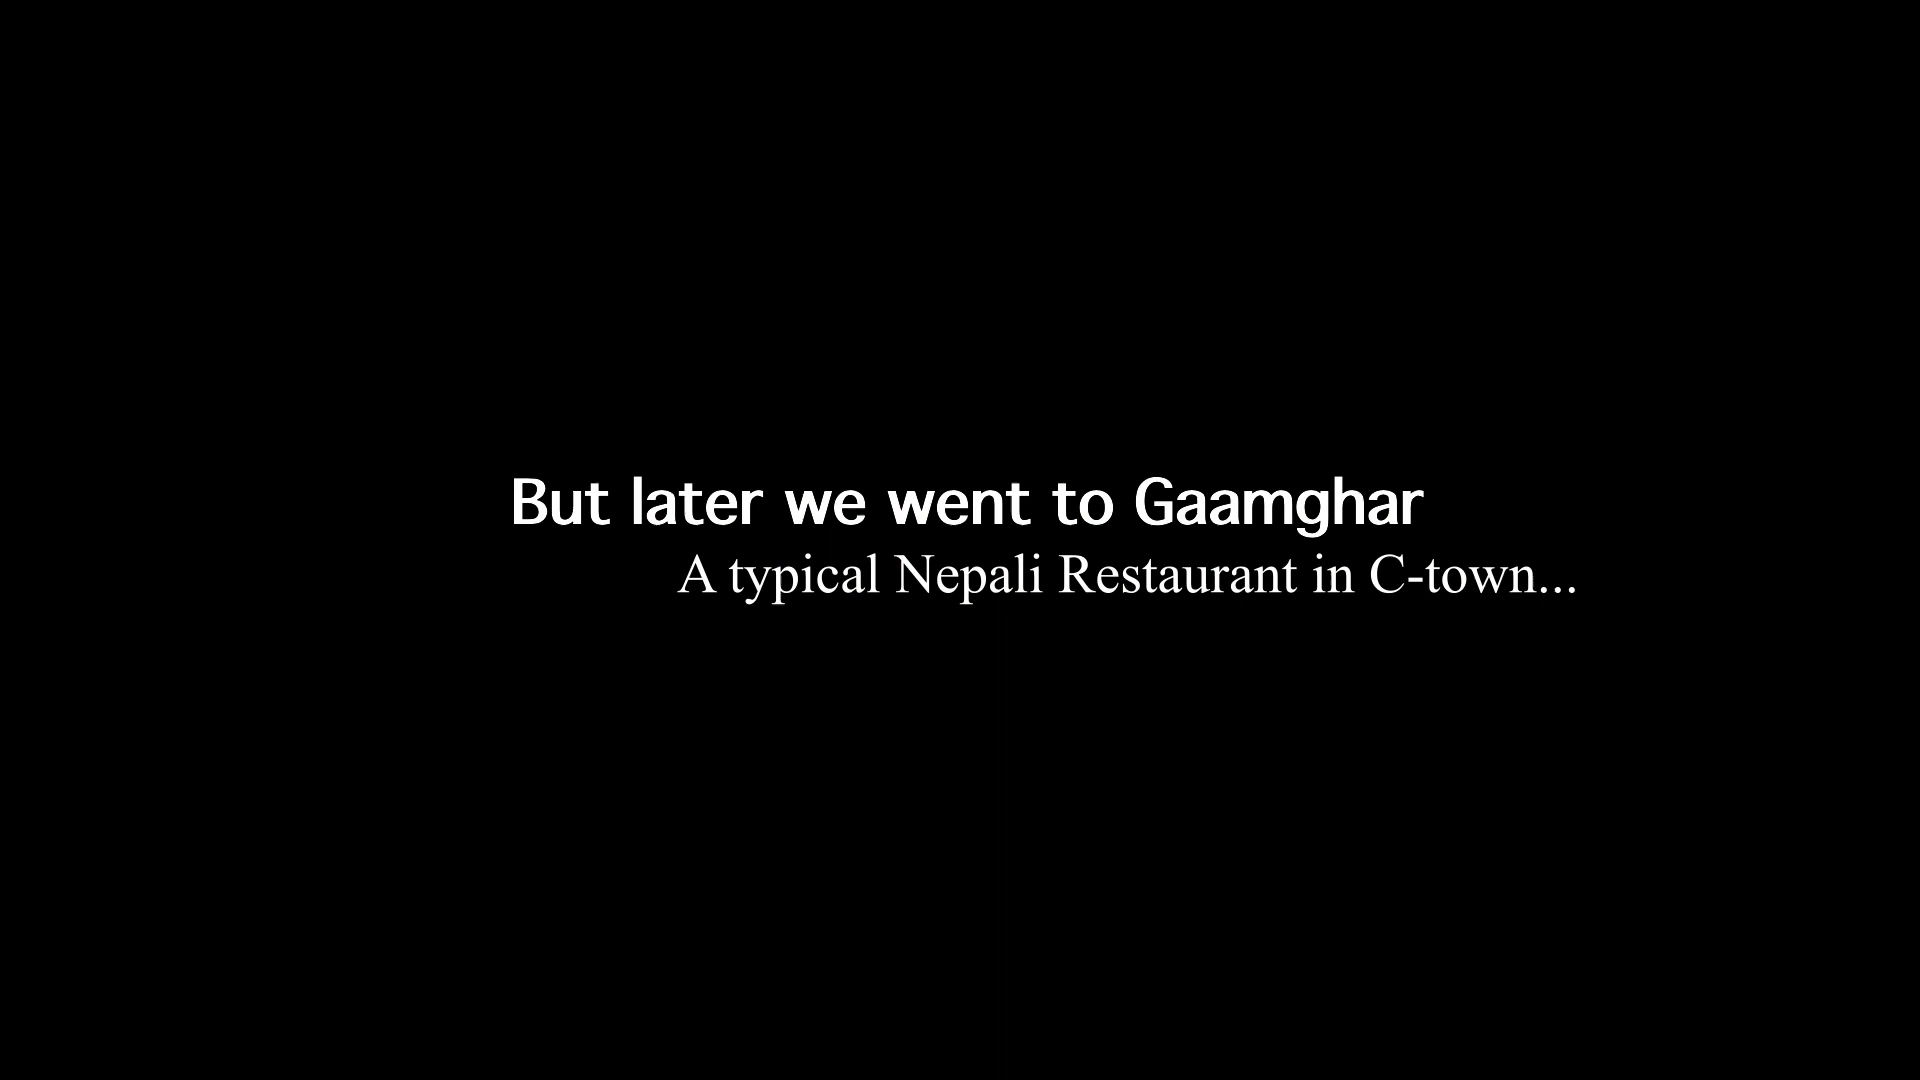 But later we went to Gaamghar
A typical Nepali Restaurant in C-town...